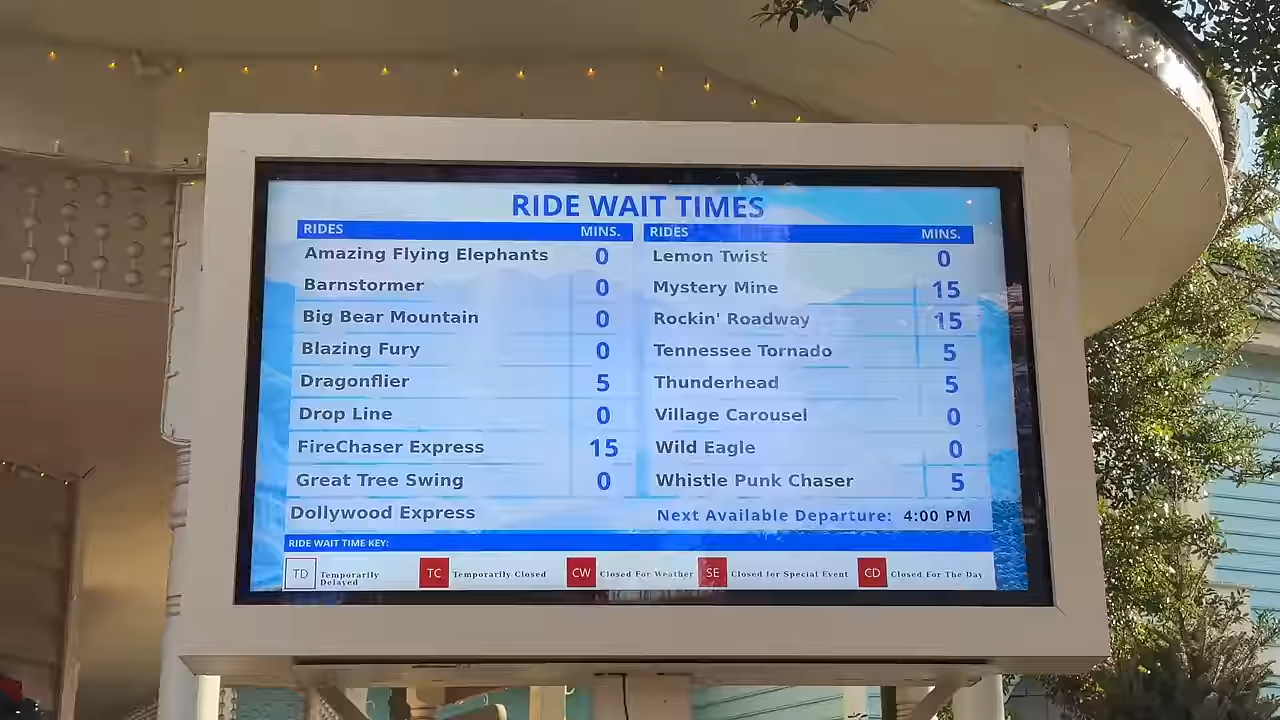 RIDE WAIT TIMES
RIDES MINS.
Amazing Flying Elephants 0
Barnstormer 0
Big Bear Mountain 0
Blazing Fury 0
Dragonflier 5
Drop Line 0
FireChaser Express 15
Great Tree Swing 0
RIDES MINS.
Lemon Twist 0
Mystery Mine 15
Rockin' Roadway 15
Tennessee Tornado 5
Thunderhead 5
Village Carousel 0
Wild Eagle 0
Whistle Punk Chaser 5
Dollywood Express Next Available Departure: 4:00 PM
RIDE WAIT TIME KEY:
TD Temporarily Delayed
TC Temporarily Closed
CW Closed For Weather
SE Closed for Special Event
CD Closed For The Day